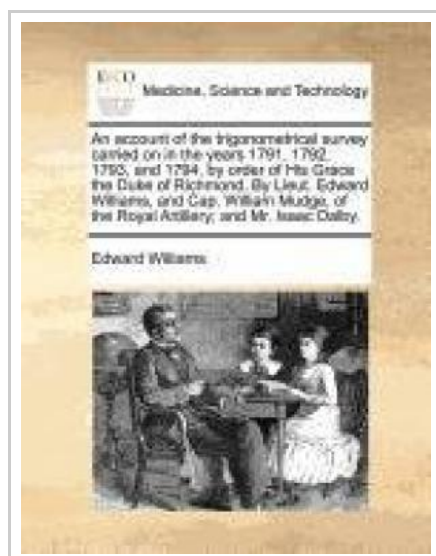 ECCO
Medicine, Science and Technology
An account of the trigonometrical survey
carried on in the years 1791, 1792,
1793, and 1794, by order of His Grace
the Duke of Richmond. By Lieut. Edward
Williams, and Cap. William Mudge, of
the Royal Artillery; and Mr. Isaac Dalby.
Edward Williams